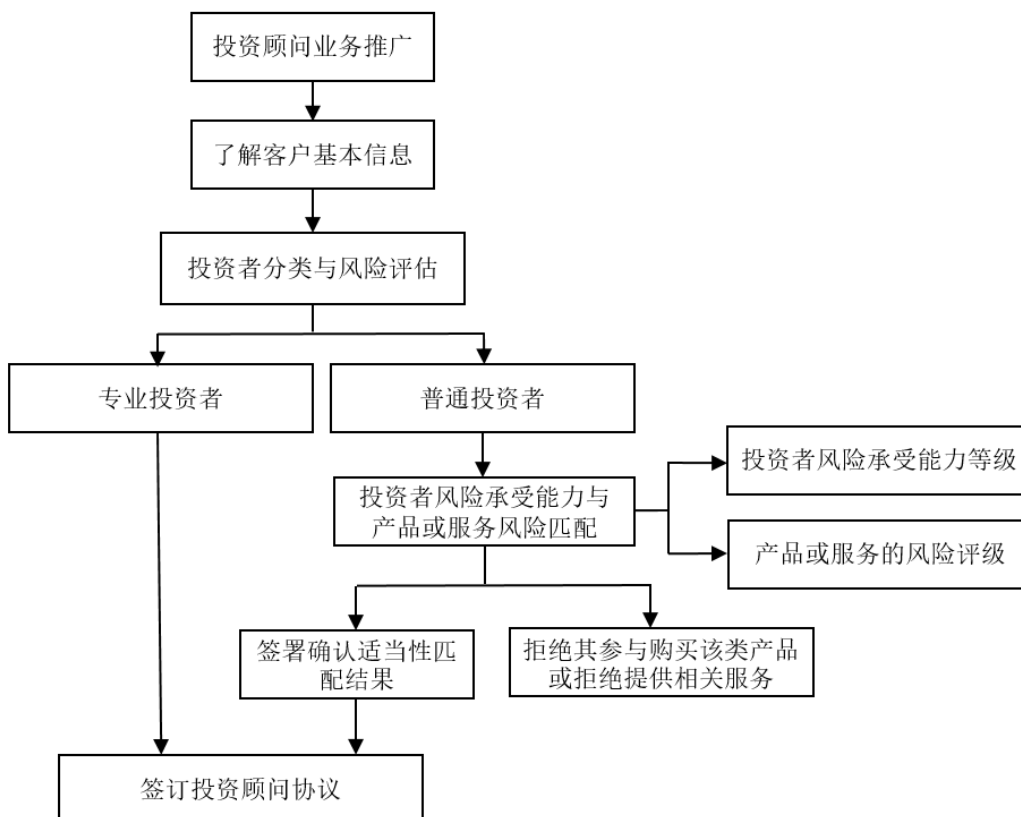 投资顾问业务推广
了解客户基本信息
投资者分类与风险评估
专业投资者
普通投资者
投资者风险承受能力与
产品或服务风险匹配
投资者风险承受能力等级
产品或服务的风险评级
签署确认适当性匹
配结果
拒绝其参与购买该类产品
或拒绝提供相关服务
签订投资顾问协议